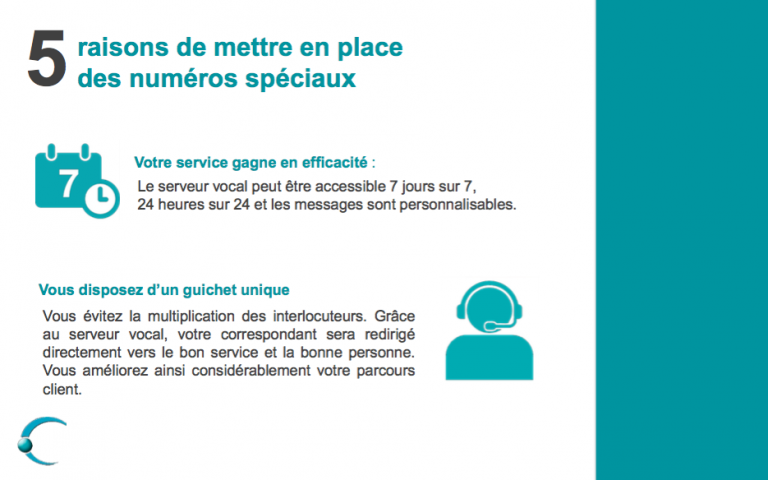 5 raisons de mettre en place
des numéros spéciaux
7
Votre service gagne en efficacité :
Le serveur vocal peut être accessible 7 jours sur 7,
24 heures sur 24 et les messages sont personnalisables.
Vous disposez d’un guichet unique
Vous évitez la multiplication des interlocuteurs. Grâce
au serveur vocal, votre correspondant sera redirigé
directement vers le bon service et la bonne personne.
Vous améliorez ainsi considérablement votre parcours
client.